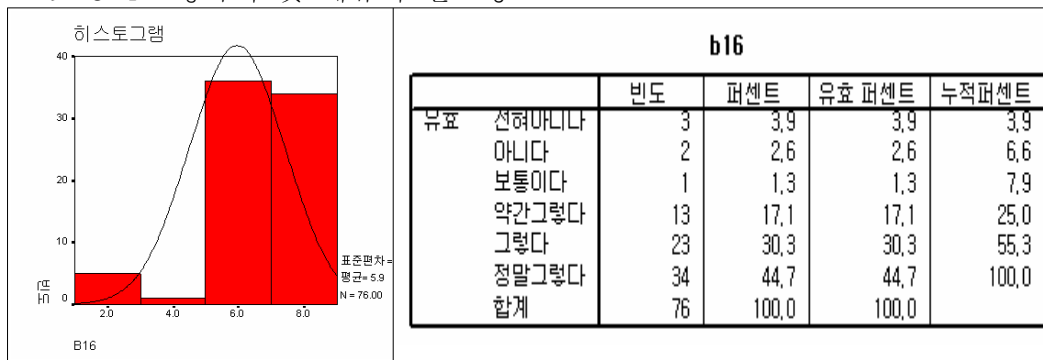 히스토그램
40
30
20
10
0
빈도
2.0 4.0 6.0 8.0
표준편차=
평균= 5.9
N = 76.00
B16
b16
빈도 퍼센트 유효 퍼센트 누적퍼센트
유효 전혀아니다 3 3,9 3,9 3,9
아니다 2 2,6 2,6 6,6
보통이다 1 1,3 1,3 7,9
약간그렇다 13 17,1 17,1 25,0
그렇다 23 30,3 30,3 55,3
정말그렇다 34 44,7 44,7 100,0
합계 76 100,0 100,0